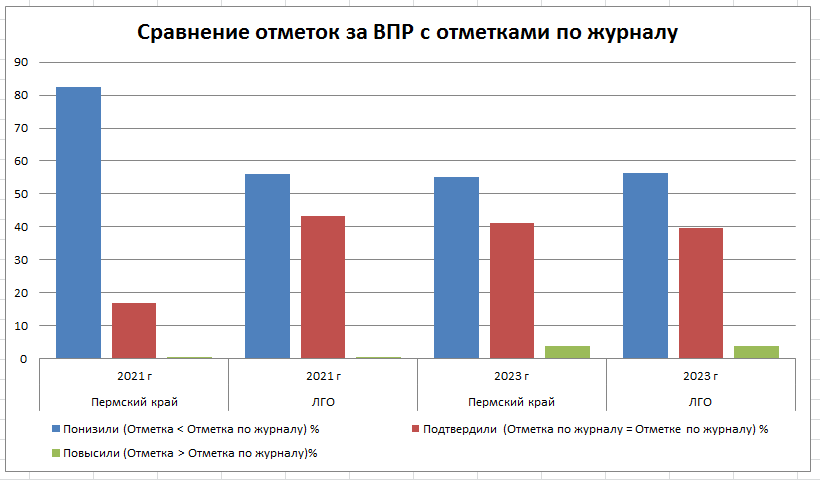 Сравнение отметок за ВПР с отметками по журналу
90
80
70
60
50
40
30
20
10
0
2021 г 2021 г 2023 г 2023 г
Пермский край ЛГО Пермский край ЛГО
Понизили (Отметка < Отметка по журналу) % Подтвердили (Отметка по журналу = Отметке по журналу) %
Повысили (Отметка > Отметка по журналу)%